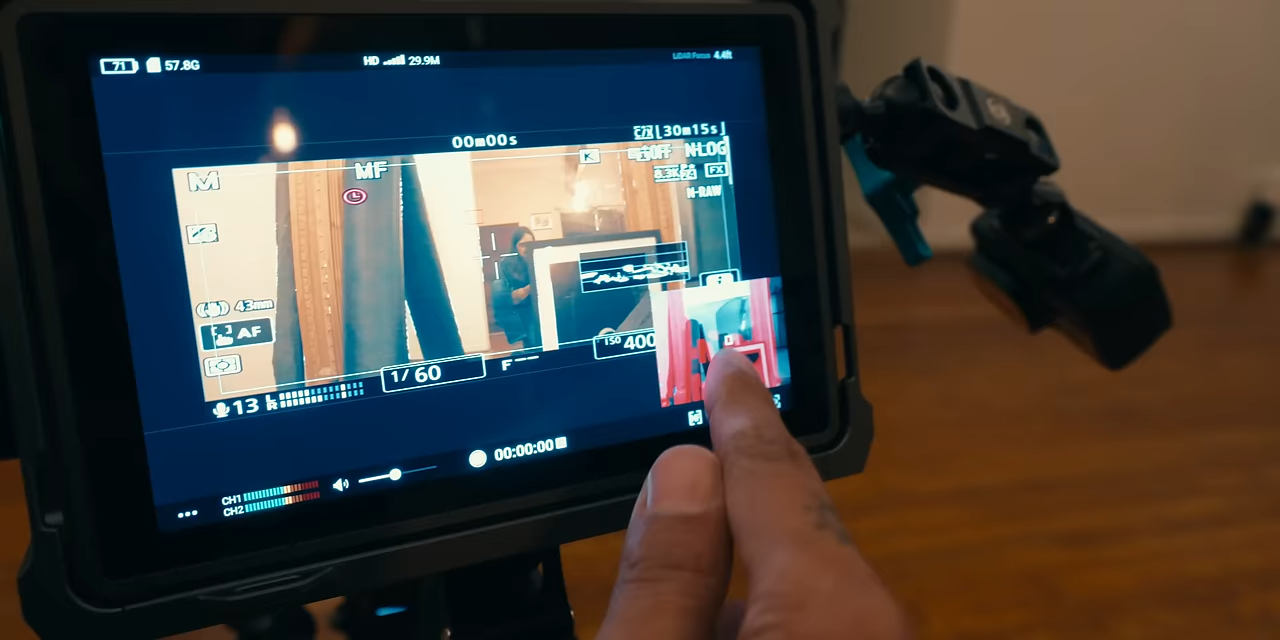 71 57.8G HD 29.9M LiDAR Focus 4.4ft
00m00s [30m15s]
M MF OFF N-LOG
8.3K FX
N-RAW
43mm
AF
1/60 F-- ISO 400
13 L
R
00:00:00
CH1
CH2